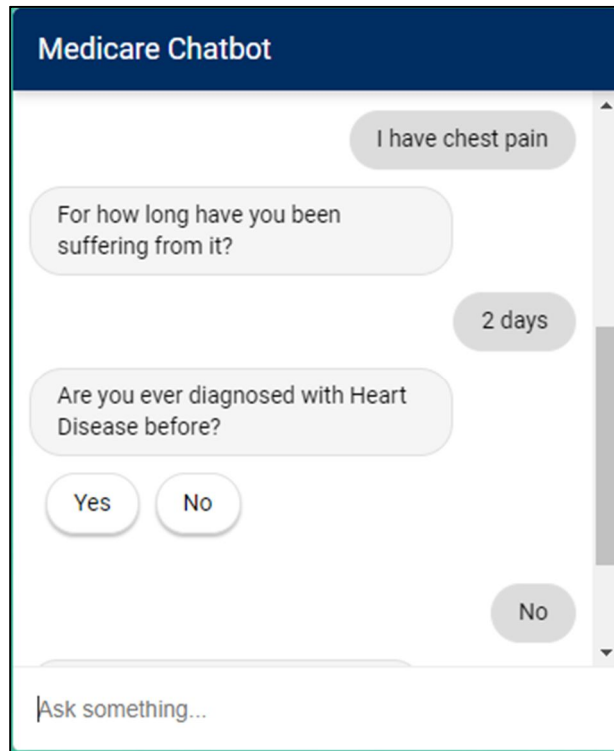 Medicare Chatbot
I have chest pain
For how long have you been
suffering from it?
2 days
Are you ever diagnosed with Heart
Disease before?
Yes No
No
Ask something...